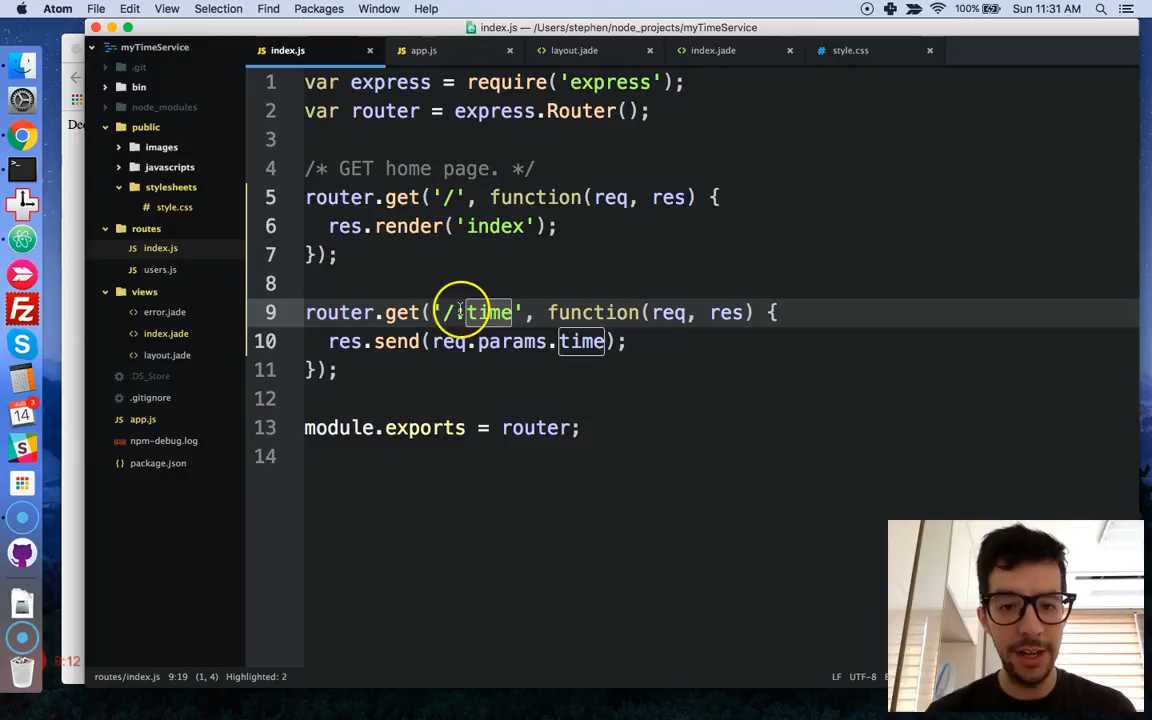 Atom File Edit View Selection Find Packages Window Help 100% Sun 11:31 AM
index.js — /Users/stephen/node_projects/myTimeService
myTimeService
.git
bin
node_modules
public
images
javascripts
stylesheets
style.css
routes
index.js
users.js
views
error.jade
index.jade
layout.jade
.DS_Store
.gitignore
app.js
npm-debug.log
package.json
index.js app.js layout.jade index.jade style.css
1 var express = require('express');
2 var router = express.Router();
3
4 /* GET home page. */
5 router.get('/', function(req, res) {
6 res.render('index');
7 });
8
9 router.get('/:time', function(req, res) {
10 res.send(req.params.time);
11 });
12
13 module.exports = router;
14
routes/index.js 9:19 (1, 4) Highlighted: 2 LF UTF-8
14
3
9:12